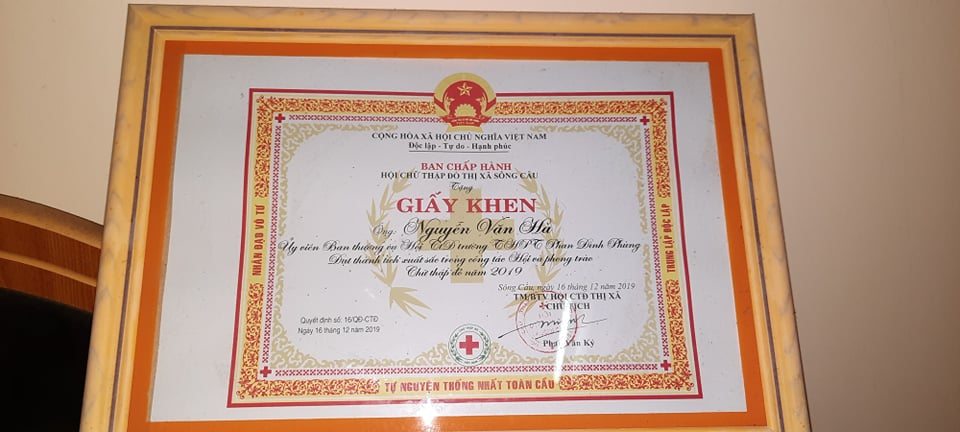 CỘNG HÒA XÃ HỘI CHỦ NGHĨA VIỆT NAM
Độc lập - Tự do - Hạnh phúc
BAN CHẤP HÀNH
HỘI CHỮ THẬP ĐỎ THỊ XÃ SÔNG CẦU
Tặng
GIẤY KHEN
Ông: Nguyễn Văn Hà
Ủy viên Ban thường vụ Hội CTĐ trường THPT Phan Đình Phùng
Đạt thành tích xuất sắc trong công tác Hội và phong trào
Chữ thập đỏ năm 2019
Sông Cầu, ngày 16 tháng 12 năm 2019
TM/BTV HỘI CTĐ THỊ XÃ
CHỦ TỊCH
Quyết định số: 16/QĐ-CTĐ
Ngày 16 tháng 12 năm 2019
Văn Kỳ
NHÂN ĐẠO VÔ TƯ
TRUNG LẬP ĐỘC LẬP
TỰ NGUYỆN THỐNG NHẤT TOÀN CẦU